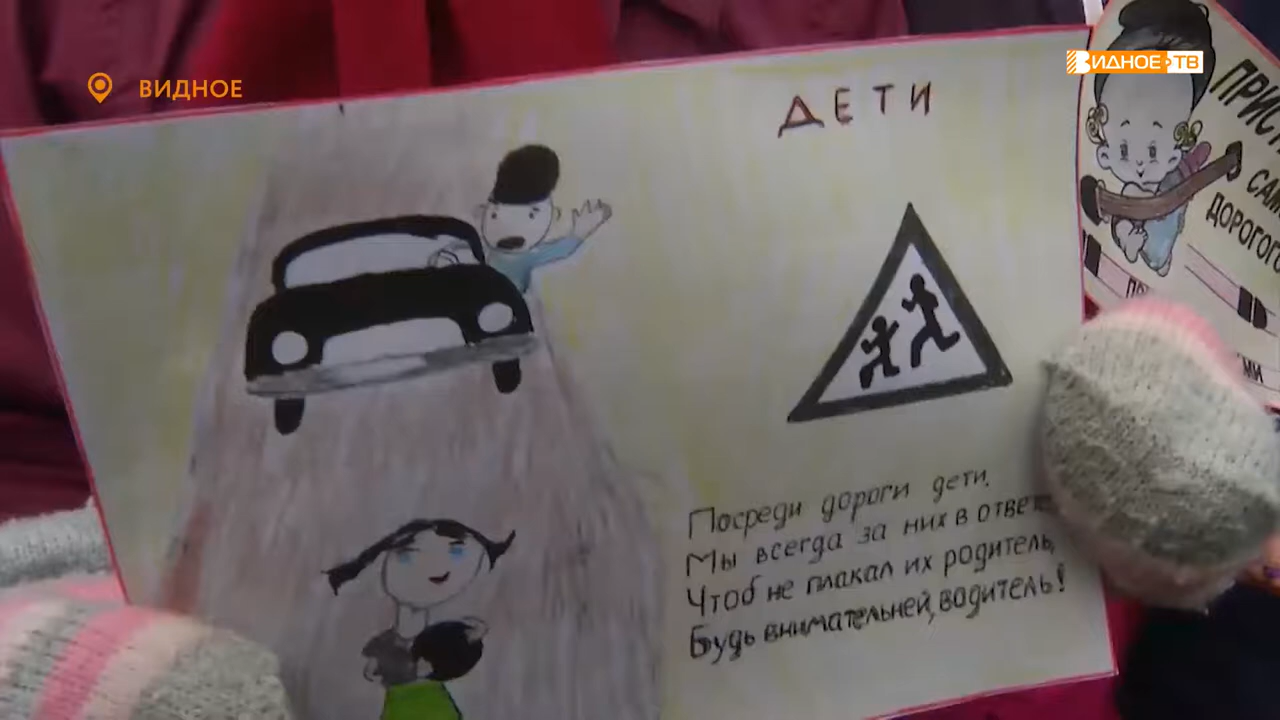 ВИДНОЕ
ВИДНОЕ ТВ
ДЕТИ
Посреди дороги дети.
Мы всегда за них в ответе
Чтоб не плакал их родитель,
Будь внимательней, водитель!
ДОРОГОГО